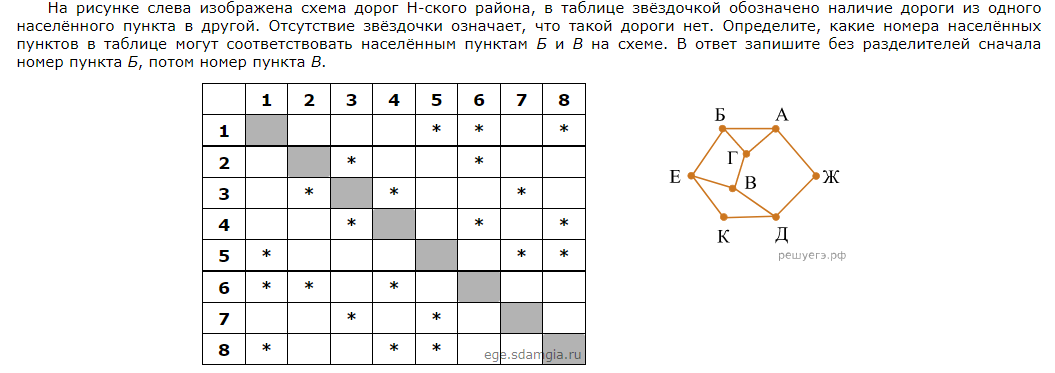 На рисунке слева изображена схема дорог Н-ского района, в таблице звёздочкой обозначено наличие дороги из одного
населённого пункта в другой. Отсутствие звёздочки означает, что такой дороги нет. Определите, какие номера населённых
пунктов в таблице могут соответствовать населённым пунктам Б и В на схеме. В ответ запишите без разделителей сначала
номер пункта Б, потом номер пункта В.
1 2 3 4 5 6 7 8
1 * * *
2 * *
3 * * *
4 * * *
5 * * *
6 * * *
7 * *
8 * * *
ege.sdamgia.ru
Б А
Г
Е В Ж
К Д
решуегэ.рф